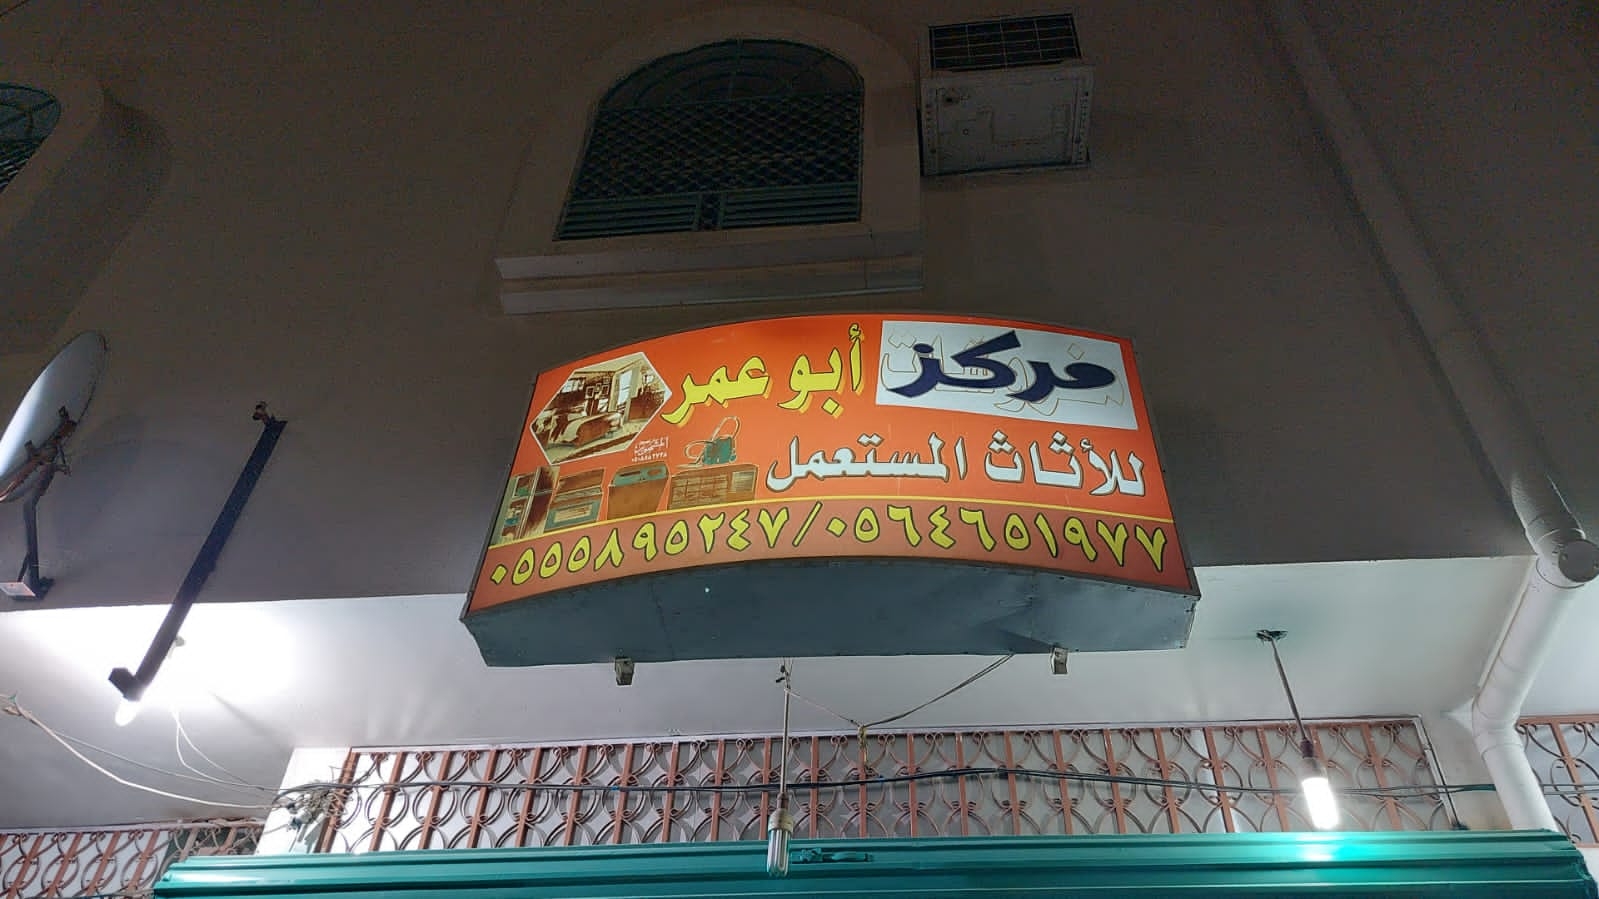 مركز أبو عمر
للأثاث المستعمل
٠٥٥٥٨٩٥٢٤٧/٠٥٦٤٦٥١٩٧٧